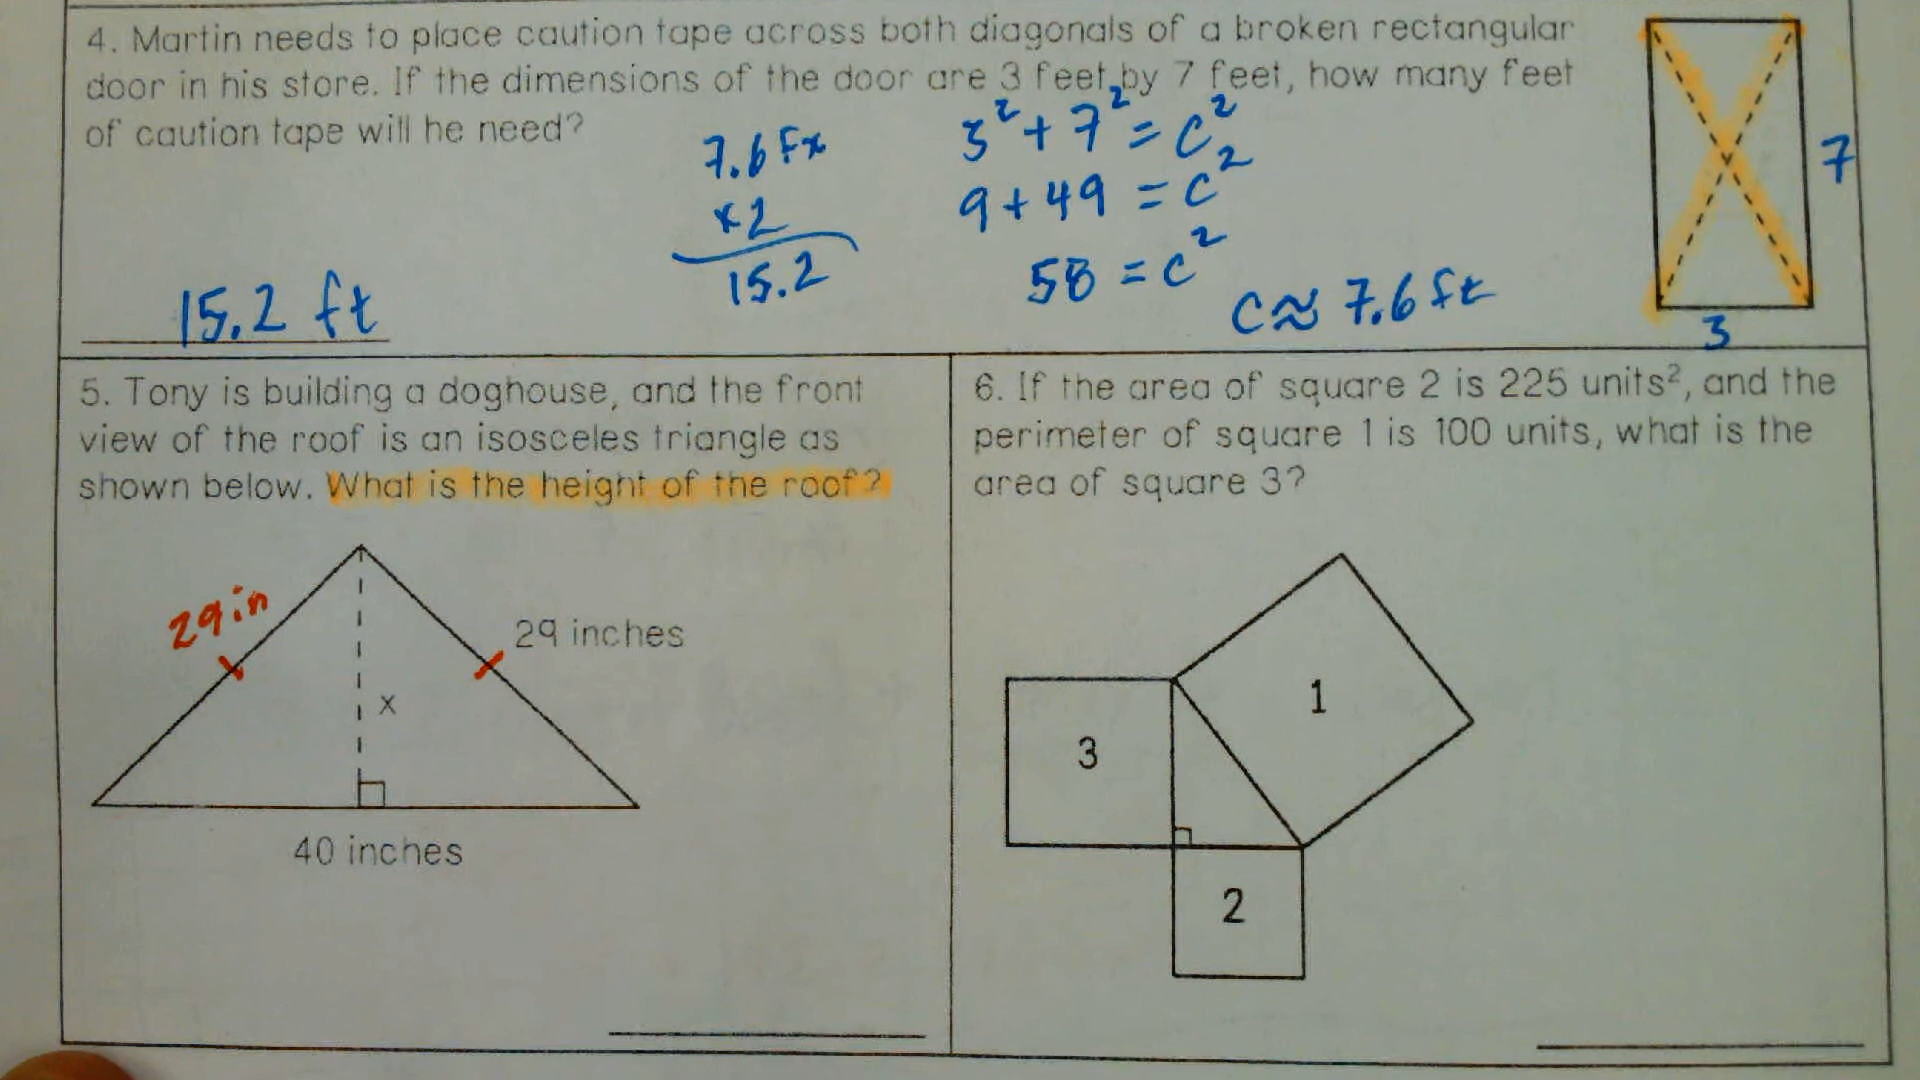 4. Martin needs to place caution tape across both diagonals of a broken rectangular
door in his store. If the dimensions of the door are 3 feet by 7 feet, how many feet
of caution tape will he need?
7.6 Ft
x2
15.2
3² + 7² = c²
9 + 49 = c²
58 = c²
c ≈ 7.6 ft
15.2 ft
7
3
5. Tony is building a doghouse, and the front
view of the roof is an isosceles triangle as
shown below. What is the height of the roof?
29 in
29 inches
x
40 inches
6. If the area of square 2 is 225 units², and the
perimeter of square 1 is 100 units, what is the
area of square 3?
1
3
2